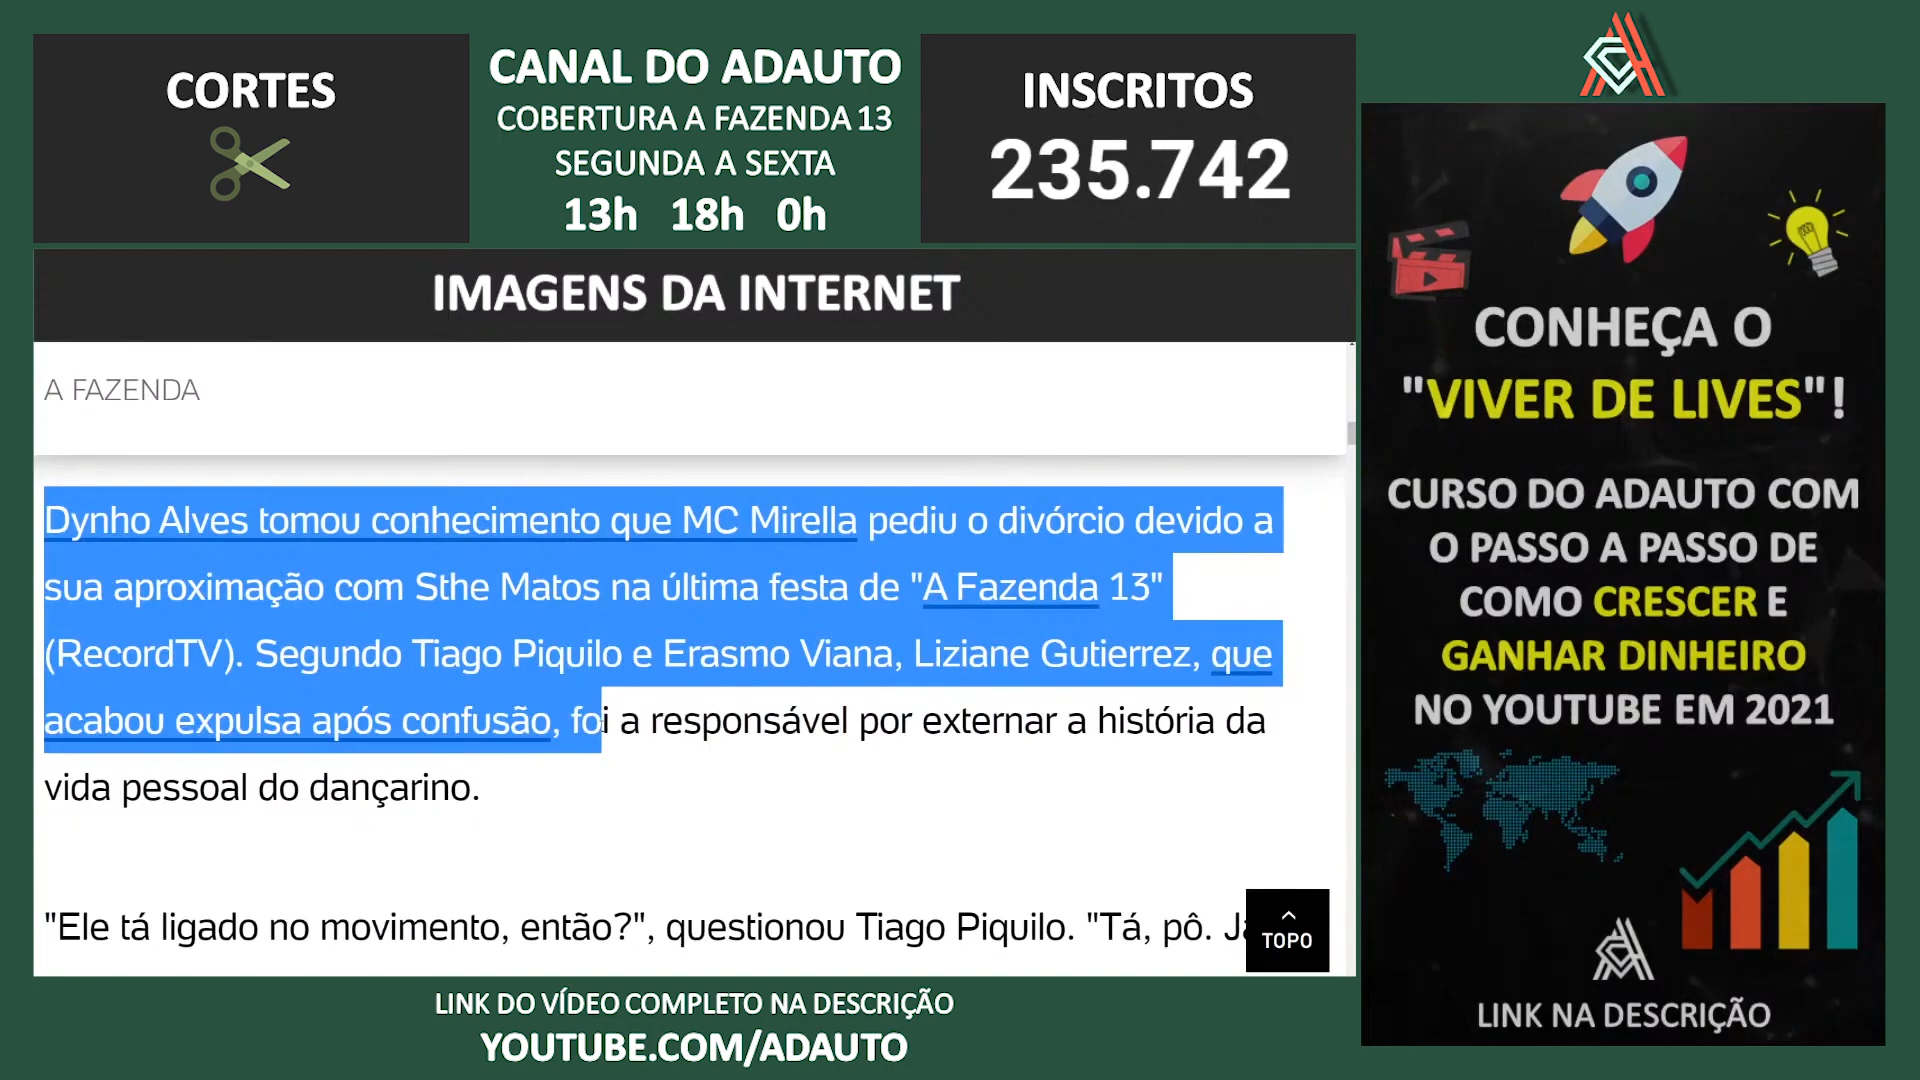 CORTES
CANAL DO ADAUTO
COBERTURA A FAZENDA 13
SEGUNDA A SEXTA
13h 18h 0h
INSCRITOS
235.742
IMAGENS DA INTERNET
A FAZENDA
Dynho Alves tomou conhecimento que MC Mirella pediu o divórcio devido a
sua aproximação com Sthe Matos na última festa de "A Fazenda 13"
(RecordTV). Segundo Tiago Piquilo e Erasmo Viana, Liziane Gutierrez, que
acabou expulsa após confusão, foi a responsável por externar a história da
vida pessoal do dançarino.
"Ele tá ligado no movimento, então?", questionou Tiago Piquilo. "Tá, pô.
TOPO
LINK DO VÍDEO COMPLETO NA DESCRIÇÃO
YOUTUBE.COM/ADAUTO
CONHEÇA O
"VIVER DE LIVES"!
CURSO DO ADAUTO COM
O PASSO A PASSO DE
COMO CRESCER E
GANHAR DINHEIRO
NO YOUTUBE EM 2021
LINK NA DESCRIÇÃO